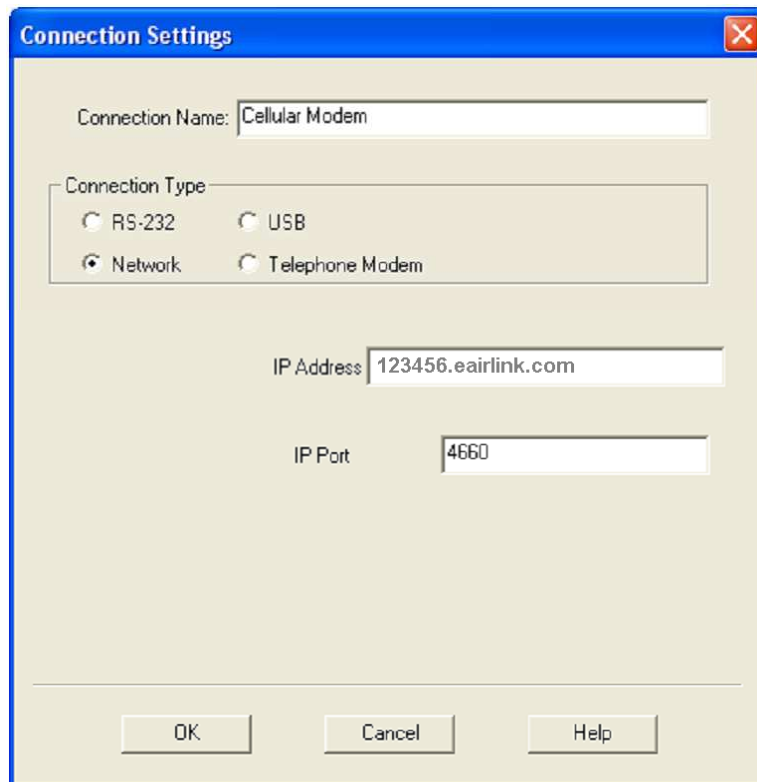 Connection Settings
Connection Name: Cellular Modem
Connection Type
RS-232 USB
Network Telephone Modem
IP Address 123456.eairlink.com
IP Port 4660
OK Cancel Help